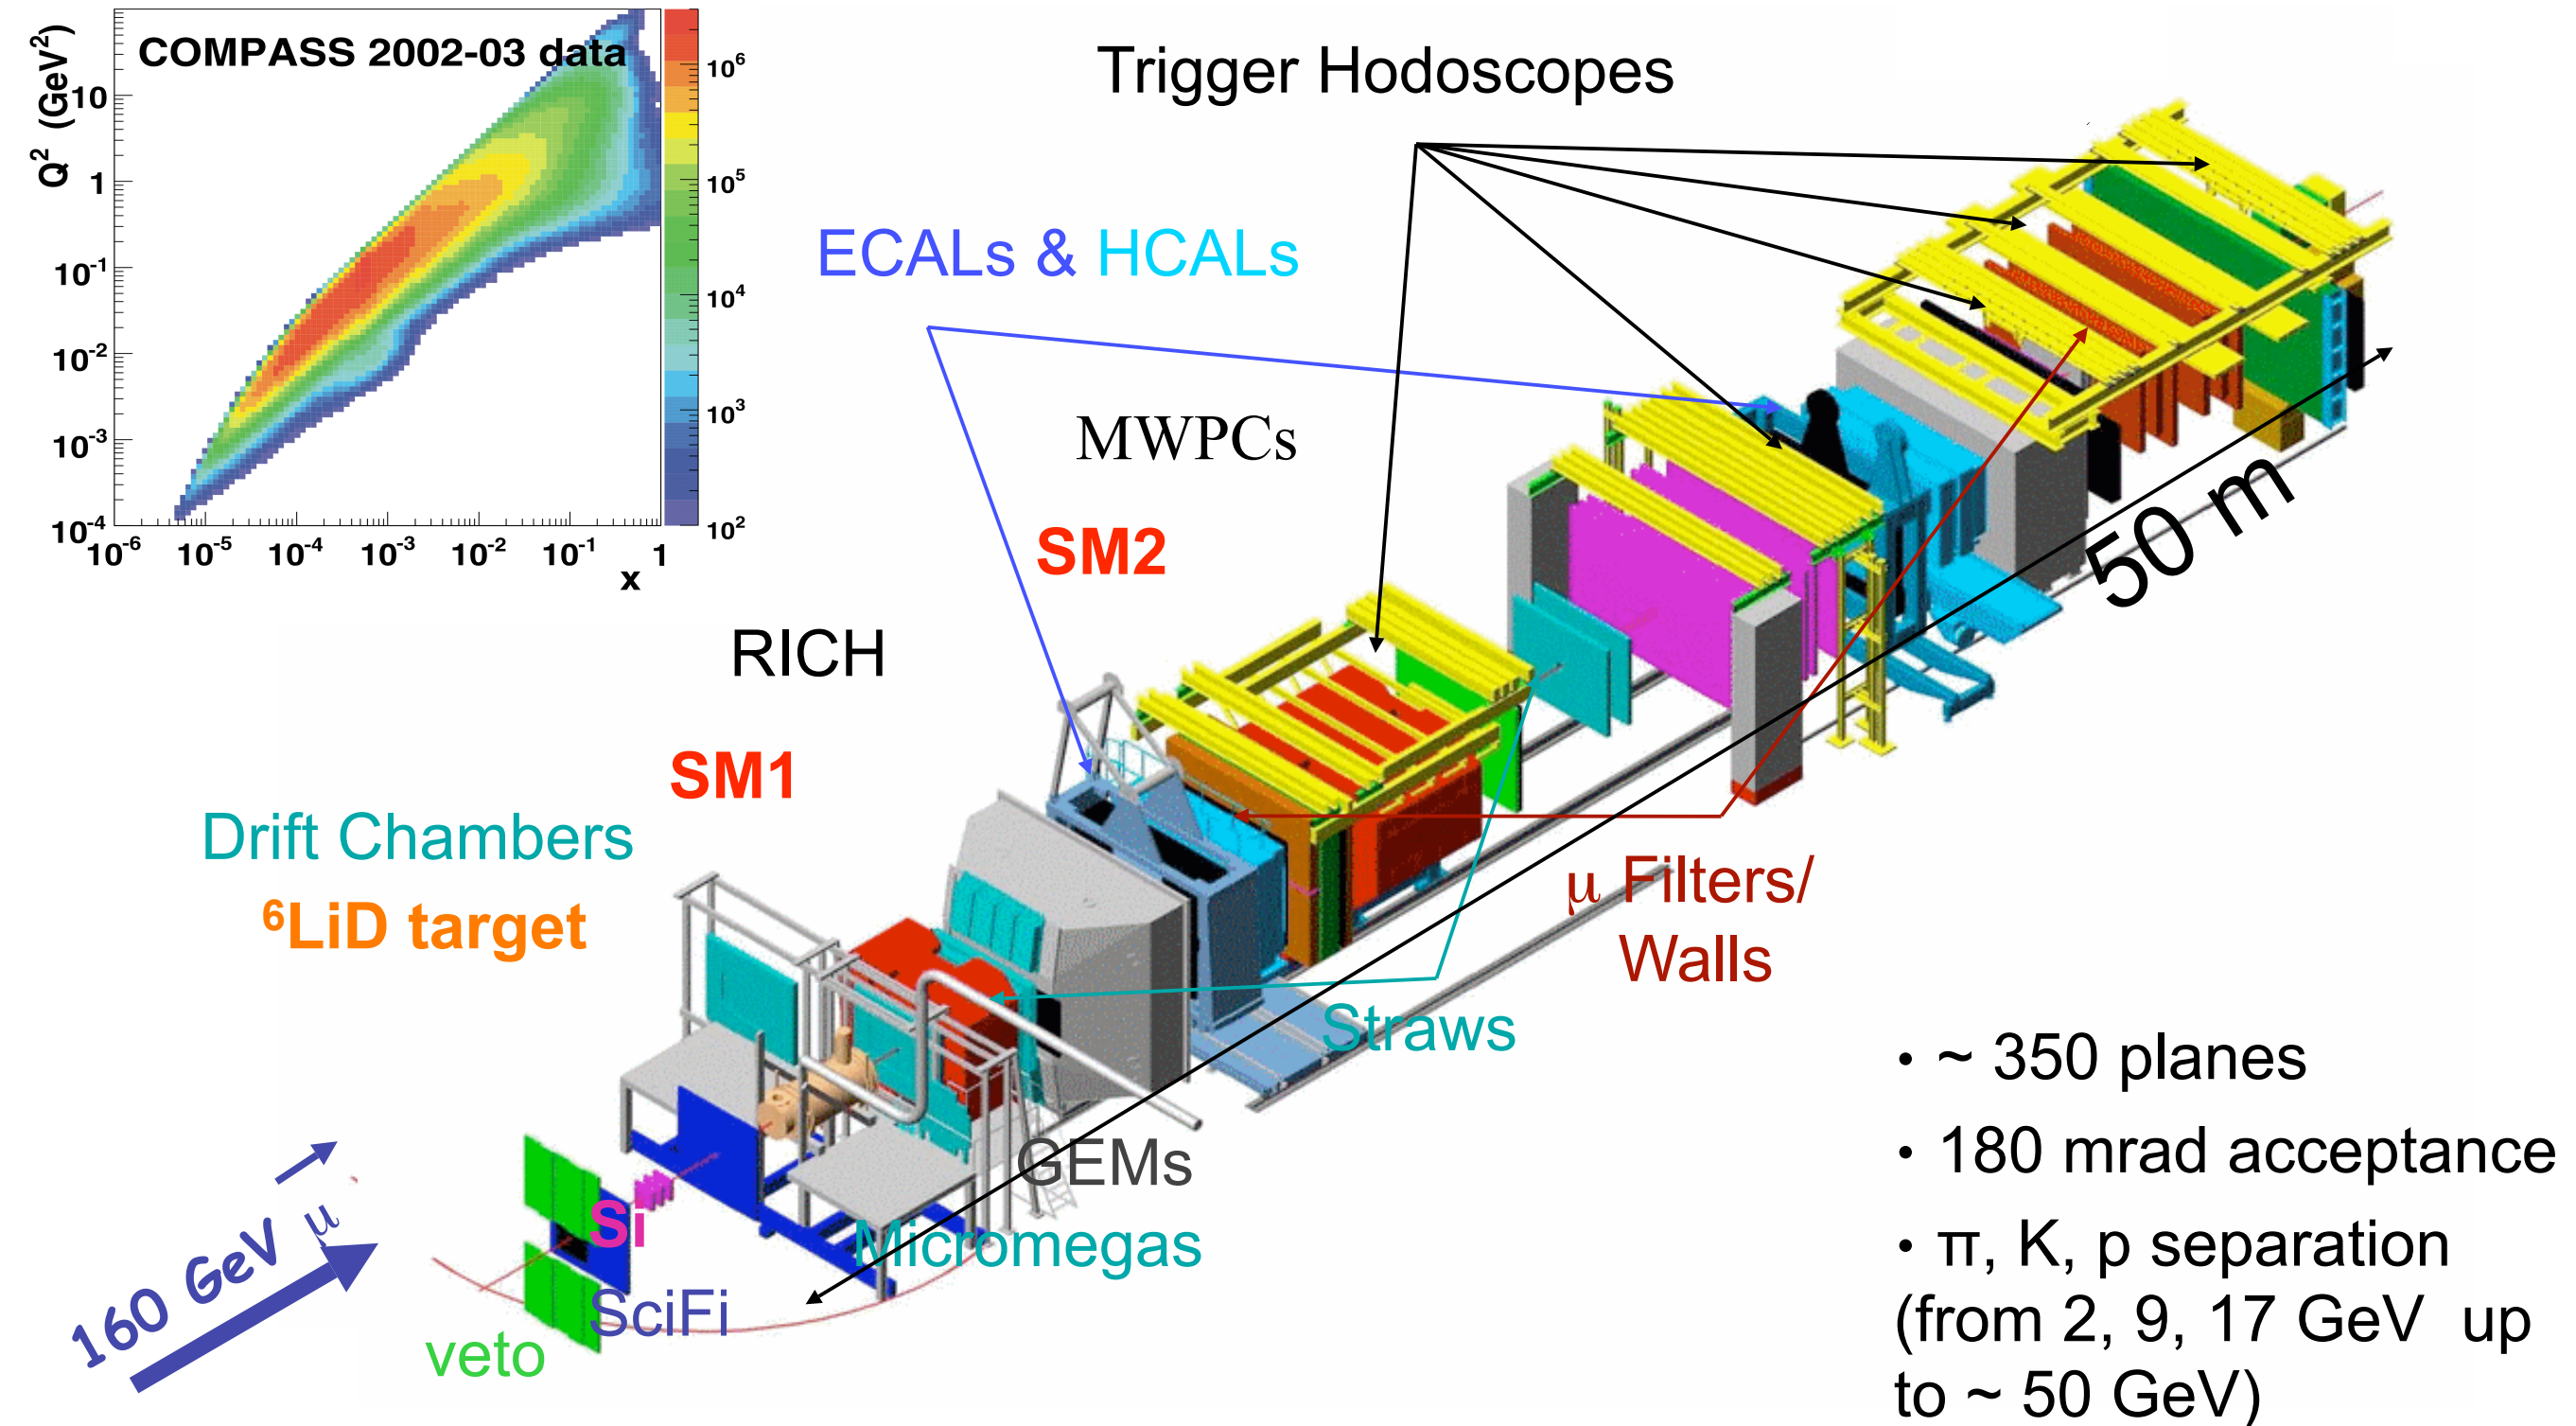 COMPASS 2002-03 data
Q² (GeV²)
10
1
10⁻¹
10⁻²
10⁻³
10⁻⁴
10⁻⁶
10⁻⁵
10⁻⁴
10⁻³
10⁻²
10⁻¹
1
x
10⁶
10⁵
10⁴
10³
10²
Trigger Hodoscopes
ECALs & HCALs
MWPCs
SM2
RICH
SM1
Drift Chambers
⁶LiD target
50 m
μ Filters/
Walls
Straws
GEMs
Micromegas
Si
SciFi
veto
160 GeV μ
· ~ 350 planes
· 180 mrad acceptance
· π, K, p separation
(from 2, 9, 17 GeV up
to ~ 50 GeV)